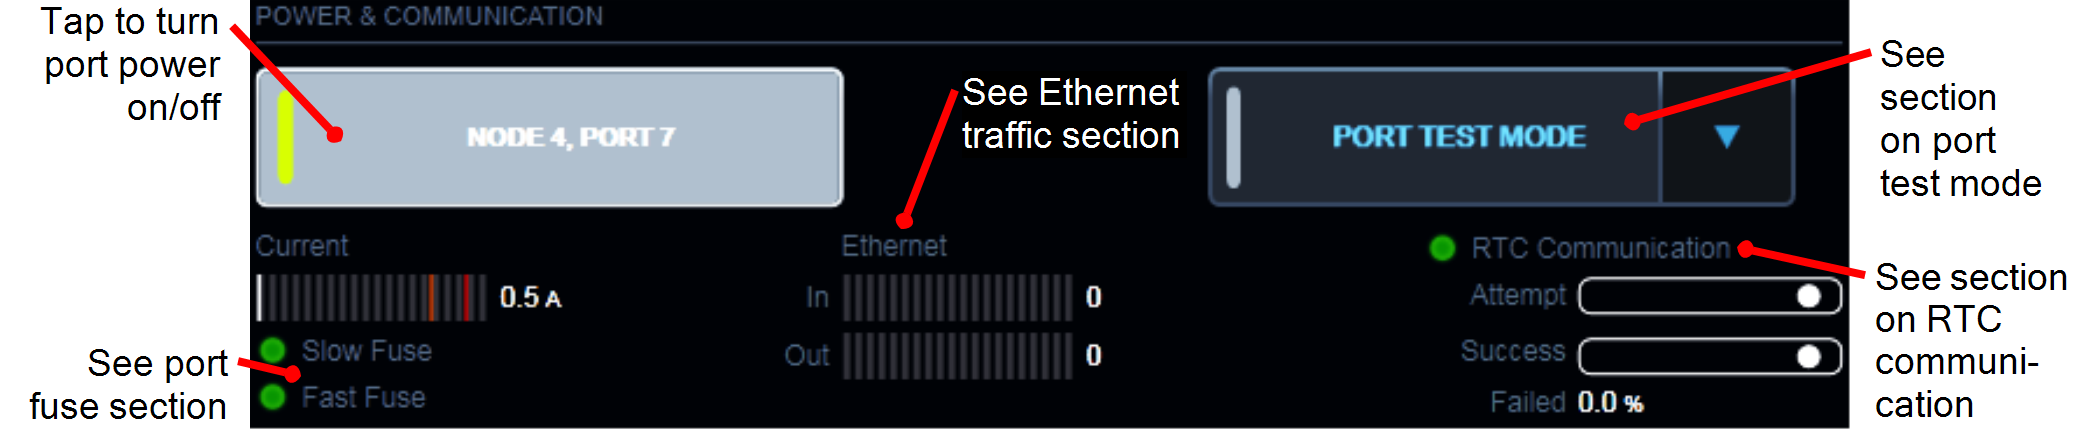 Tap to turn
port power
on/off
POWER & COMMUNICATION
NODE 4, PORT 7
See Ethernet
traffic section
PORT TEST MODE
See
section
on port
test mode
Current
0.5 A
Slow Fuse
Fast Fuse
See port
fuse section
Ethernet
In 0
Out 0
RTC Communication
Attempt
Success
Failed 0.0 %
See section
on RTC
communi-
cation